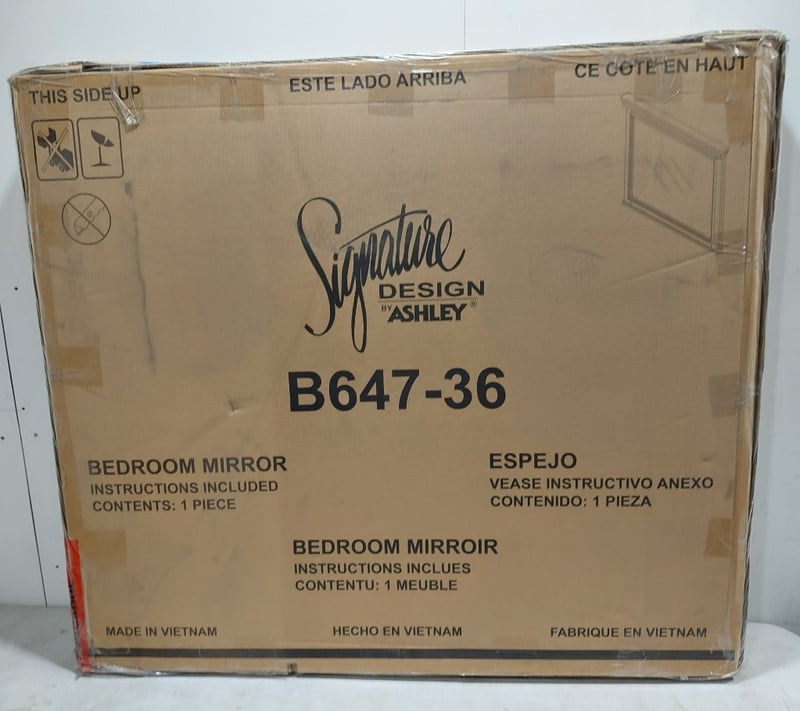 THIS SIDE UP
ESTE LADO ARRIBA
CE COTE EN HAUT
Signature
DESIGN
BY ASHLEY®
B647-36
BEDROOM MIRROR
INSTRUCTIONS INCLUDED
CONTENTS: 1 PIECE
ESPEJO
VEASE INSTRUCTIVO ANEXO
CONTENIDO: 1 PIEZA
BEDROOM MIRROIR
INSTRUCTIONS INCLUES
CONTENTU: 1 MEUBLE
MADE IN VIETNAM
HECHO EN VIETNAM
FABRIQUE EN VIETNAM